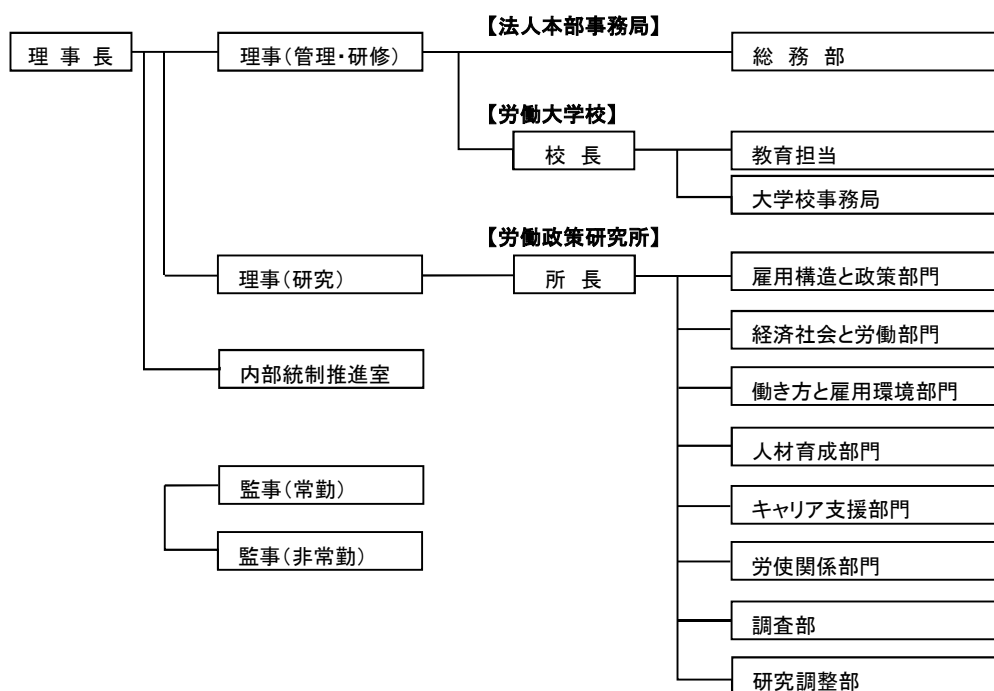 【法人本部事務局】
理 事 長
理事(管理・研修)
総 務 部
【労働大学校】
校 長
教育担当
大学校事務局
【労働政策研究所】
理事(研究)
所 長
雇用構造と政策部門
経済社会と労働部門
内部統制推進室
働き方と雇用環境部門
人材育成部門
監事(常勤)
キャリア支援部門
監事(非常勤)
労使関係部門
調査部
研究調整部